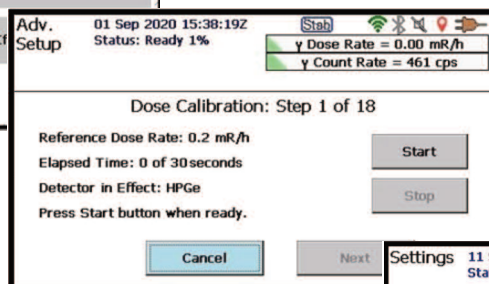 Adv. Setup
01 Sep 2020 15:38:19Z
Status: Ready 1%
Stab
γ Dose Rate = 0.00 mR/h
γ Count Rate = 461 cps
Dose Calibration: Step 1 of 18
Reference Dose Rate: 0.2 mR/h
Elapsed Time: 0 of 30 seconds
Detector in Effect: HPGe
Press Start button when ready.
Start
Stop
Cancel
Next
Settings
11
Sta